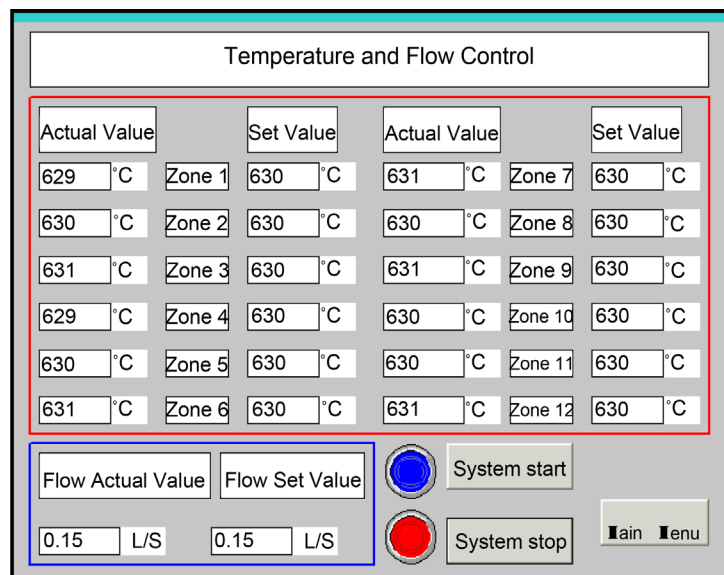 Temperature and Flow Control
Actual Value Set Value Actual Value Set Value
629 °C Zone 1 630 °C 631 °C Zone 7 630 °C
630 °C Zone 2 630 °C 630 °C Zone 8 630 °C
631 °C Zone 3 630 °C 631 °C Zone 9 630 °C
629 °C Zone 4 630 °C 630 °C Zone 10 630 °C
630 °C Zone 5 630 °C 630 °C Zone 11 630 °C
631 °C Zone 6 630 °C 631 °C Zone 12 630 °C
Flow Actual Value Flow Set Value
0.15 L/S 0.15 L/S
System start
System stop